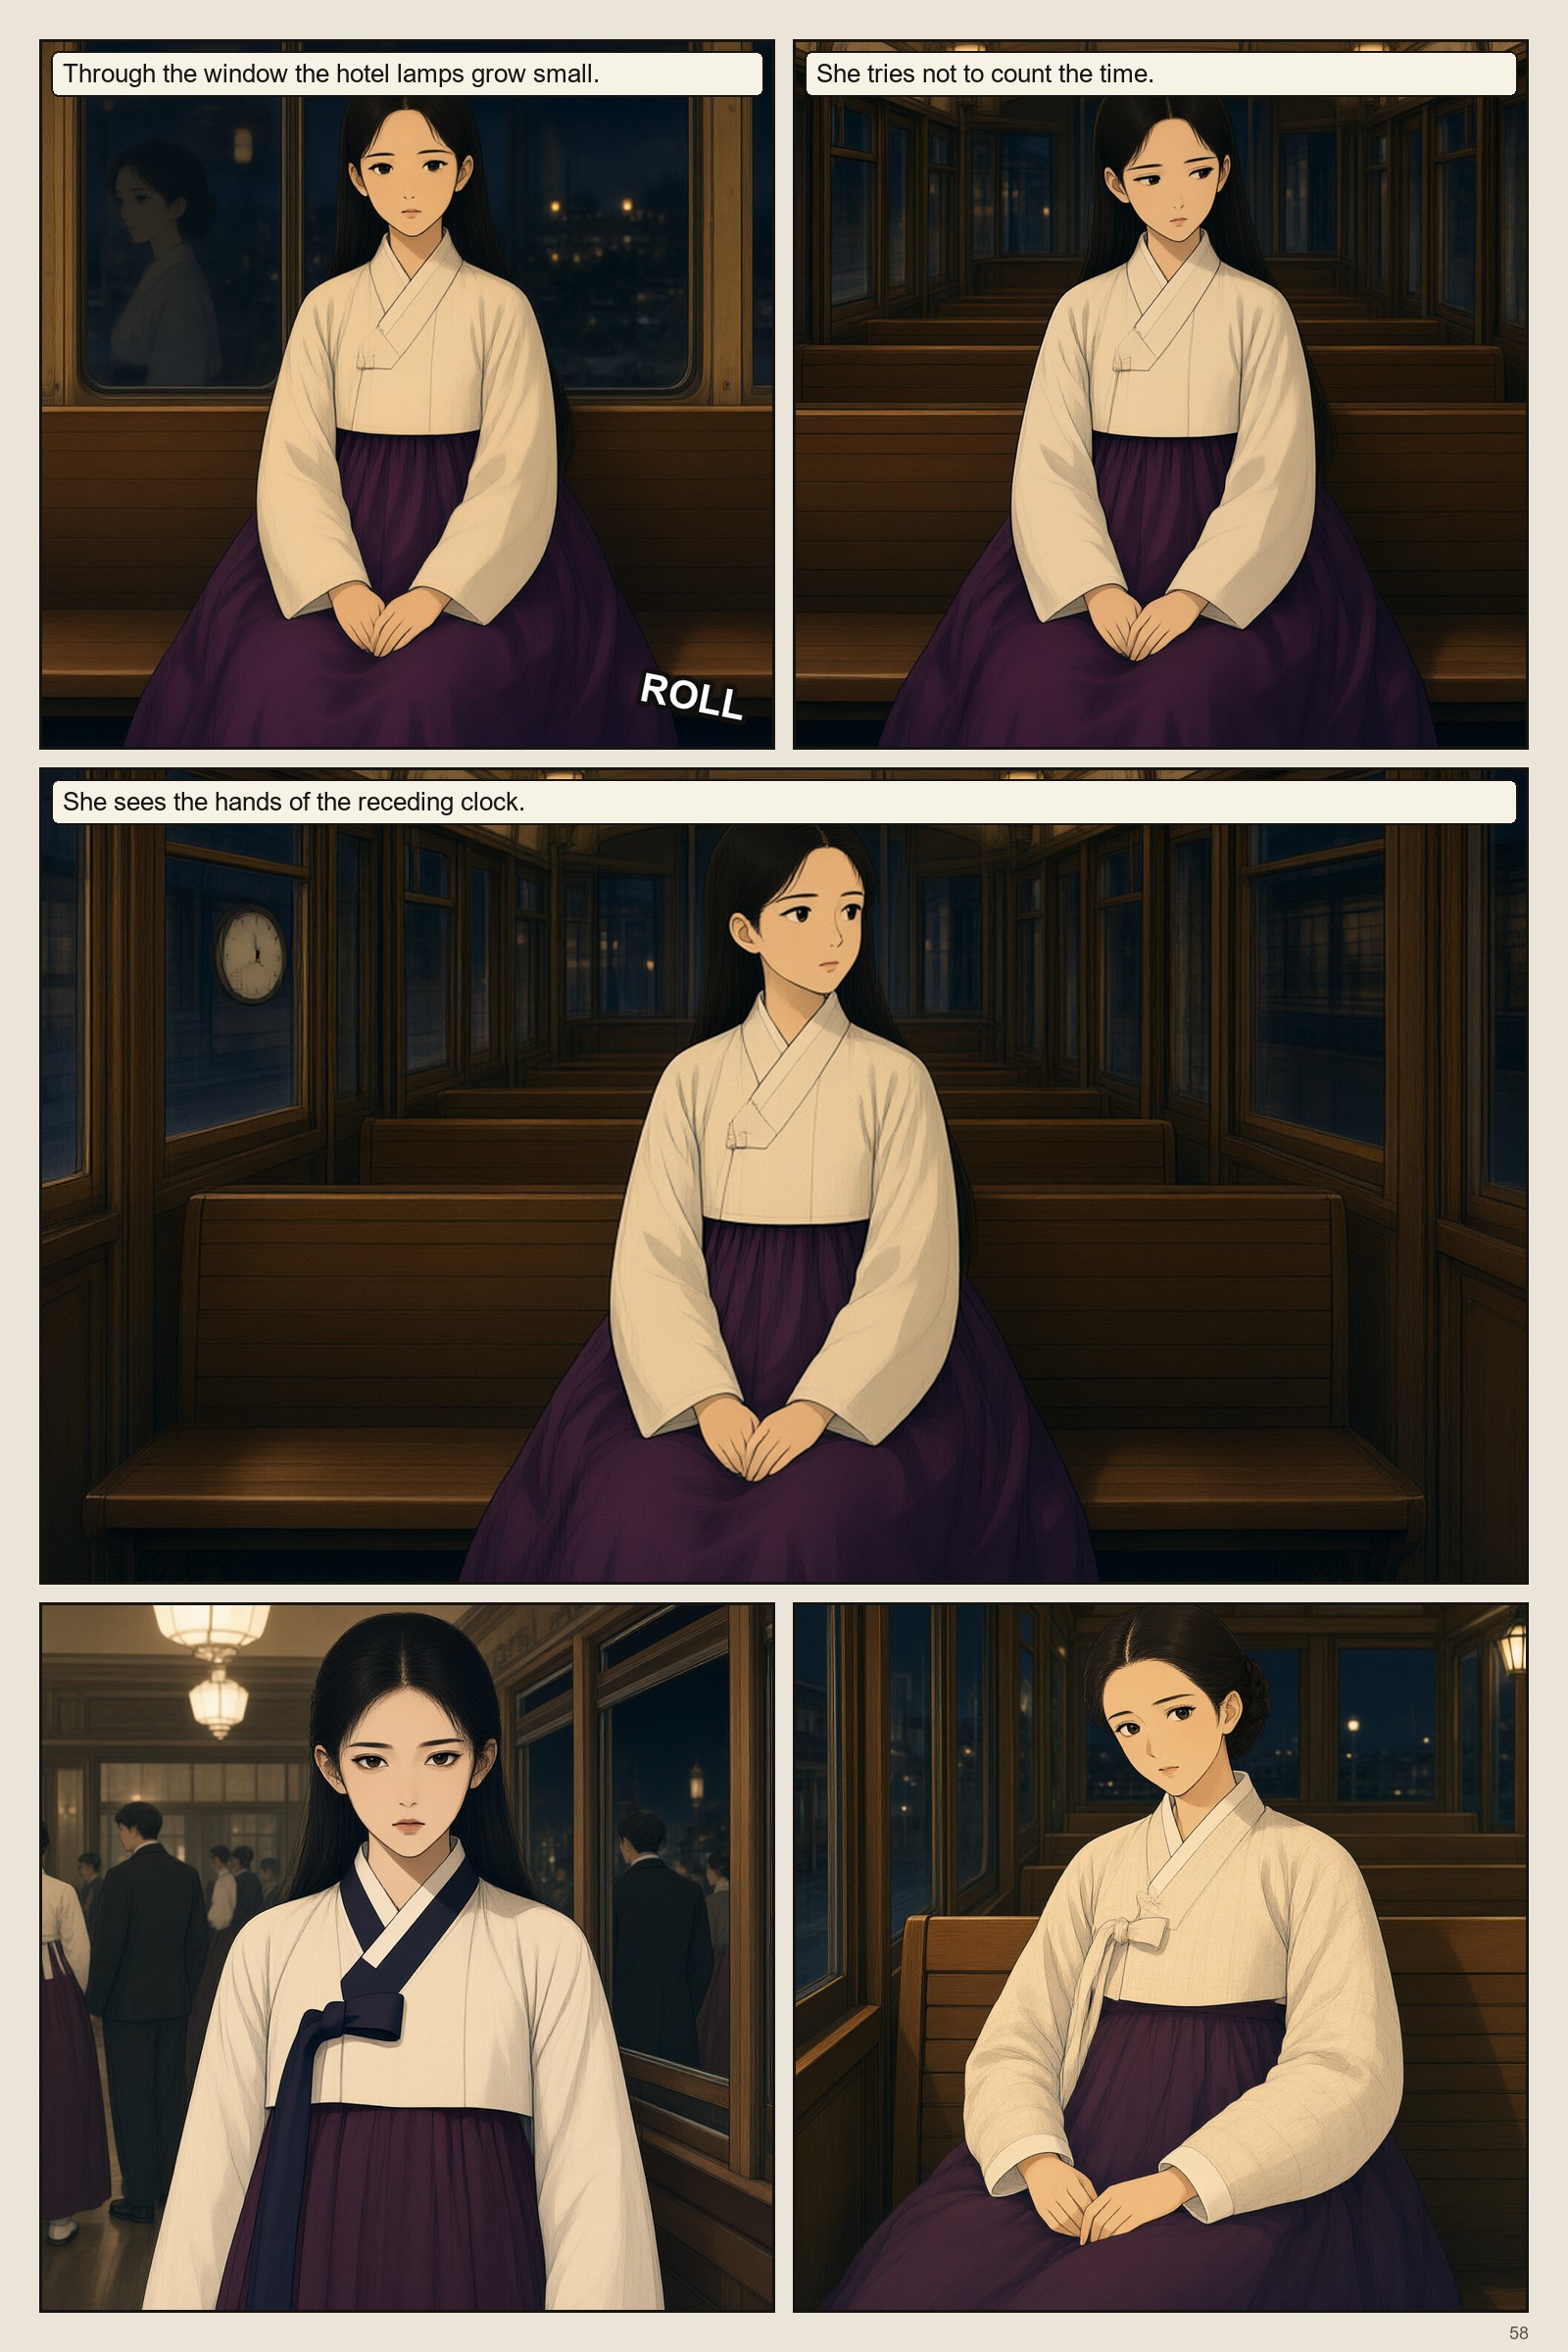 Through the window the hotel lamps grow small.
She tries not to count the time.
ROLL
She sees the hands of the receding clock.
58